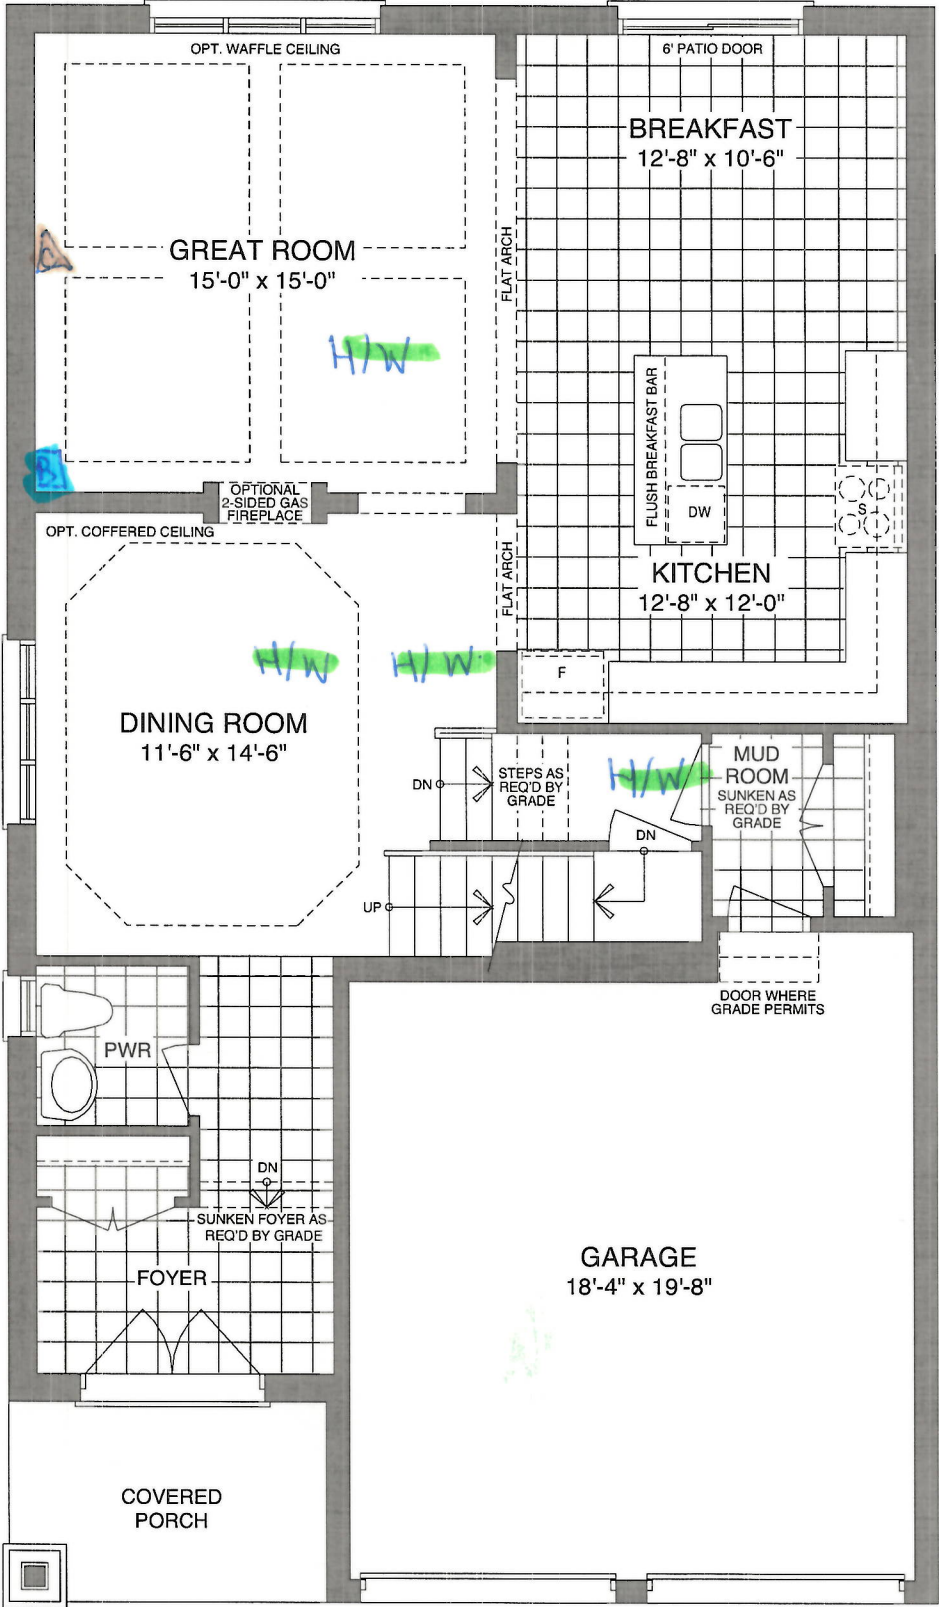 OPT. WAFFLE CEILING
6' PATIO DOOR
BREAKFAST
12'-8" x 10'-6"
C
GREAT ROOM
15'-0" x 15'-0"
FLAT ARCH
H/W
FLUSH BREAKFAST BAR
B
OPTIONAL
2-SIDED GAS
FIREPLACE
DW
S
OPT. COFFERED CEILING
FLAT ARCH
KITCHEN
12'-8" x 12'-0"
H/W
H/W
F
DINING ROOM
11'-6" x 14'-6"
DN
STEPS AS
REQ'D BY
GRADE
H/W
MUD
ROOM
SUNKEN AS
REQ'D BY
GRADE
DN
UP
DOOR WHERE
GRADE PERMITS
PWR
DN
SUNKEN FOYER AS
REQ'D BY GRADE
FOYER
GARAGE
18'-4" x 19'-8"
COVERED
PORCH